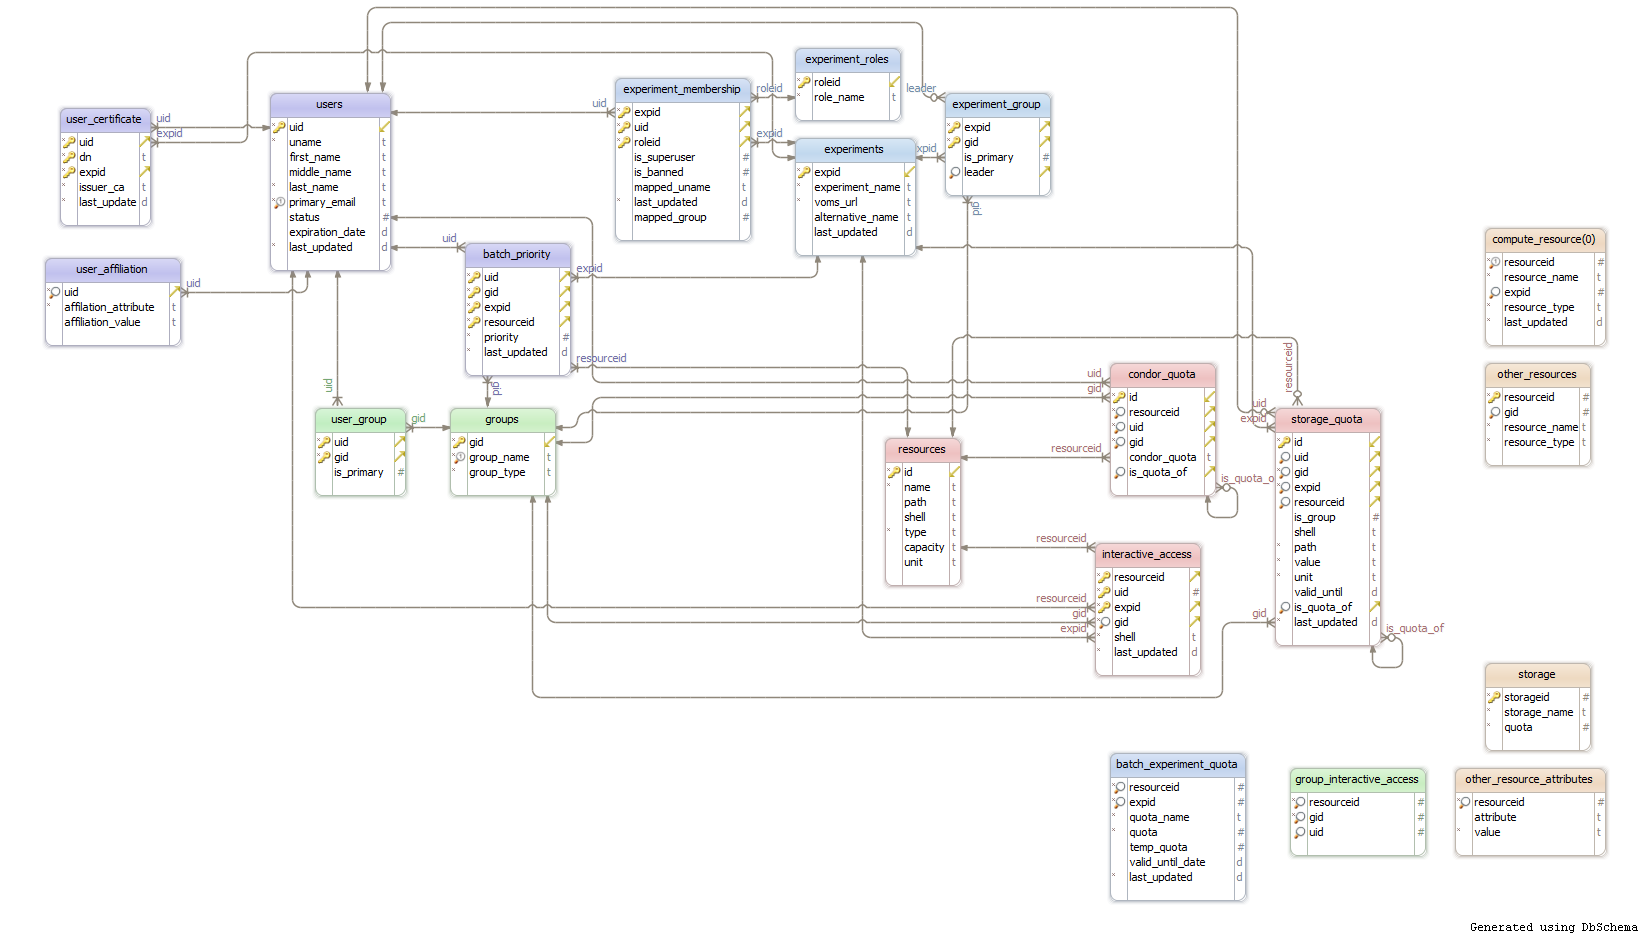 user_certificate
uid
dn
expid
issuer_ca
last_update
uid
expid
user_affiliation
uid
affilation_attribute
affiliation_value
uid
users
uid
uname
first_name
middle_name
last_name
primary_email
status
expiration_date
last_updated
experiment_membership
expid
uid
roleid
is_superuser
is_banned
mapped_uname
last_updated
mapped_group
uid
roleid
expid
experiment_roles
roleid
role_name
experiments
expid
experiment_name
voms_url
alternative_name
last_updated
experiment_group
expid
gid
is_primary
leader
leader
xpid
gid
batch_priority
uid
gid
expid
resourceid
priority
last_updated
uid
expid
resourceid
gid
user_group
uid
gid
is_primary
uid
gid
groups
gid
group_name
group_type
resources
id
name
path
shell
type
capacity
unit
condor_quota
id
resourceid
uid
gid
condor_quota
is_quota_of
uid
gid
resourceid
is_quota_o
interactive_access
resourceid
uid
expid
gid
shell
last_updated
resourceid
resourceid
gid
expid
storage_quota
id
uid
gid
expid
resourceid
is_group
shell
path
value
unit
valid_until
is_quota_of
last_updated
resourceid
uid
expid
gid
is_quota_of
compute_resource(0)
resourceid
resource_name
expid
resource_type
last_updated
other_resources
resourceid
gid
resource_name
resource_type
storage
storageid
storage_name
quota
batch_experiment_quota
resourceid
expid
quota_name
quota
temp_quota
valid_until_date
last_updated
group_interactive_access
resourceid
gid
uid
other_resource_attributes
resourceid
attribute
value
Generated using DbSchema